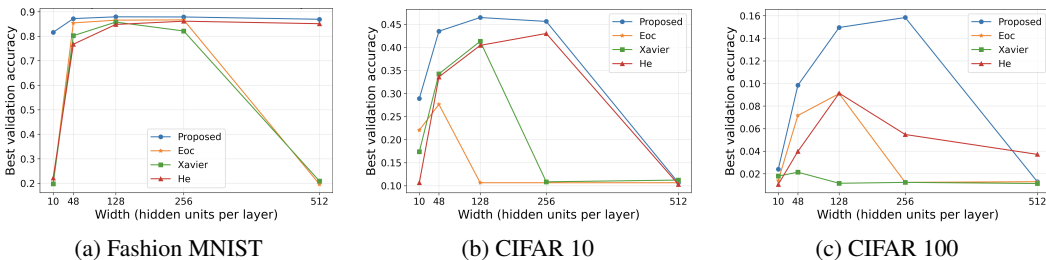 Best validation accuracy
0.9
0.8
0.7
0.6
0.5
0.4
0.3
0.2
Proposed
Eoc
Xavier
He
10 48 128 256 512
Width (hidden units per layer)
(a) Fashion MNIST
Best validation accuracy
0.45
0.40
0.35
0.30
0.25
0.20
0.15
0.10
Proposed
Eoc
Xavier
He
10 48 128 256 512
Width (hidden units per layer)
(b) CIFAR 10
Best validation accuracy
0.16
0.14
0.12
0.10
0.08
0.06
0.04
0.02
Proposed
Eoc
Xavier
He
10 48 128 256 512
Width (hidden units per layer)
(c) CIFAR 100